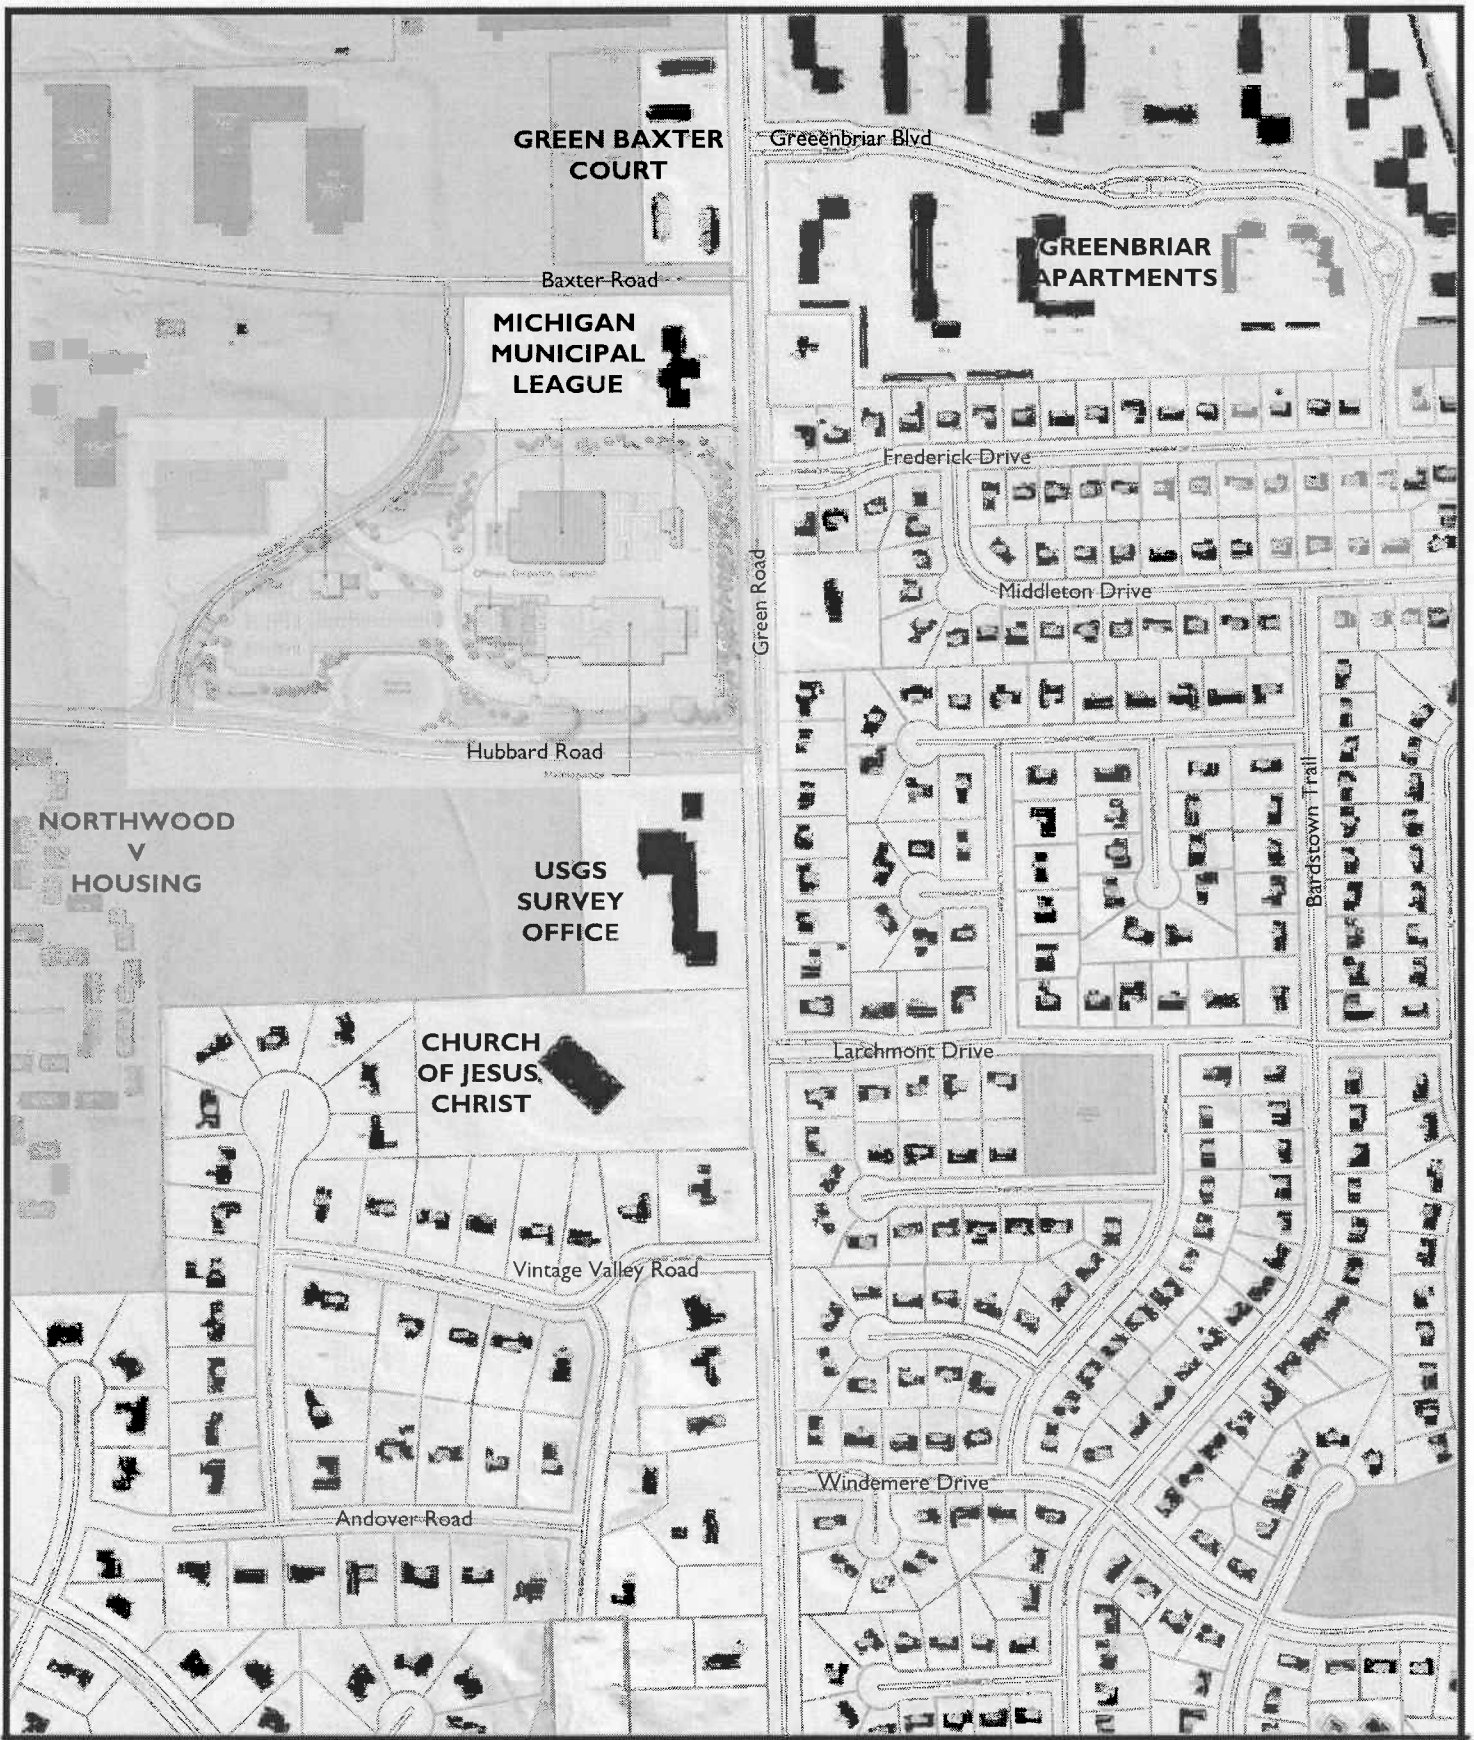 GREEN BAXTER
COURT
Greeenbriar Blvd
GREENBRIAR
APARTMENTS
Baxter Road
MICHIGAN
MUNICIPAL
LEAGUE
Frederick Drive
Green Road
Middleton Drive
Hubbard Road
Bardstown Trail
NORTHWOOD
V
HOUSING
USGS
SURVEY
OFFICE
CHURCH
OF JESUS
CHRIST
Larchmont Drive
Vintage Valley Road
Windemere Drive
Andover Road